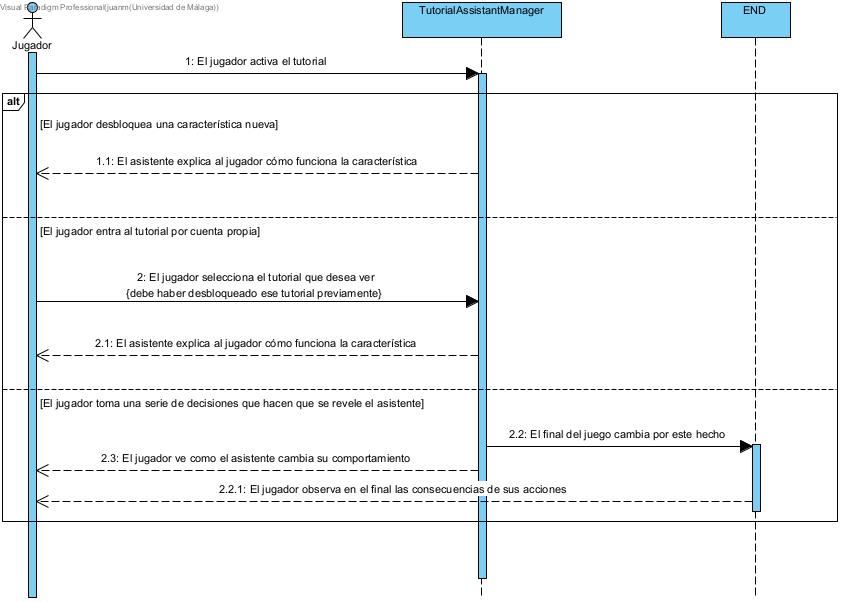 Visual Paradigm Professional(juanm(Universidad de Málaga))
TutorialAssistantManager
END
Jugador
1: El jugador activa el tutorial
alt
[El jugador desbloquea una característica nueva]
1.1: El asistente explica al jugador cómo funciona la característica
[El jugador entra al tutorial por cuenta propia]
2: El jugador selecciona el tutorial que desea ver
{debe haber desbloqueado ese tutorial previamente}
2.1: El asistente explica al jugador cómo funciona la característica
[El jugador toma una serie de decisiones que hacen que se revele el asistente]
2.2: El final del juego cambia por este hecho
2.3: El jugador ve como el asistente cambia su comportamiento
2.2.1: El jugador observa en el final las consecuencias de sus acciones